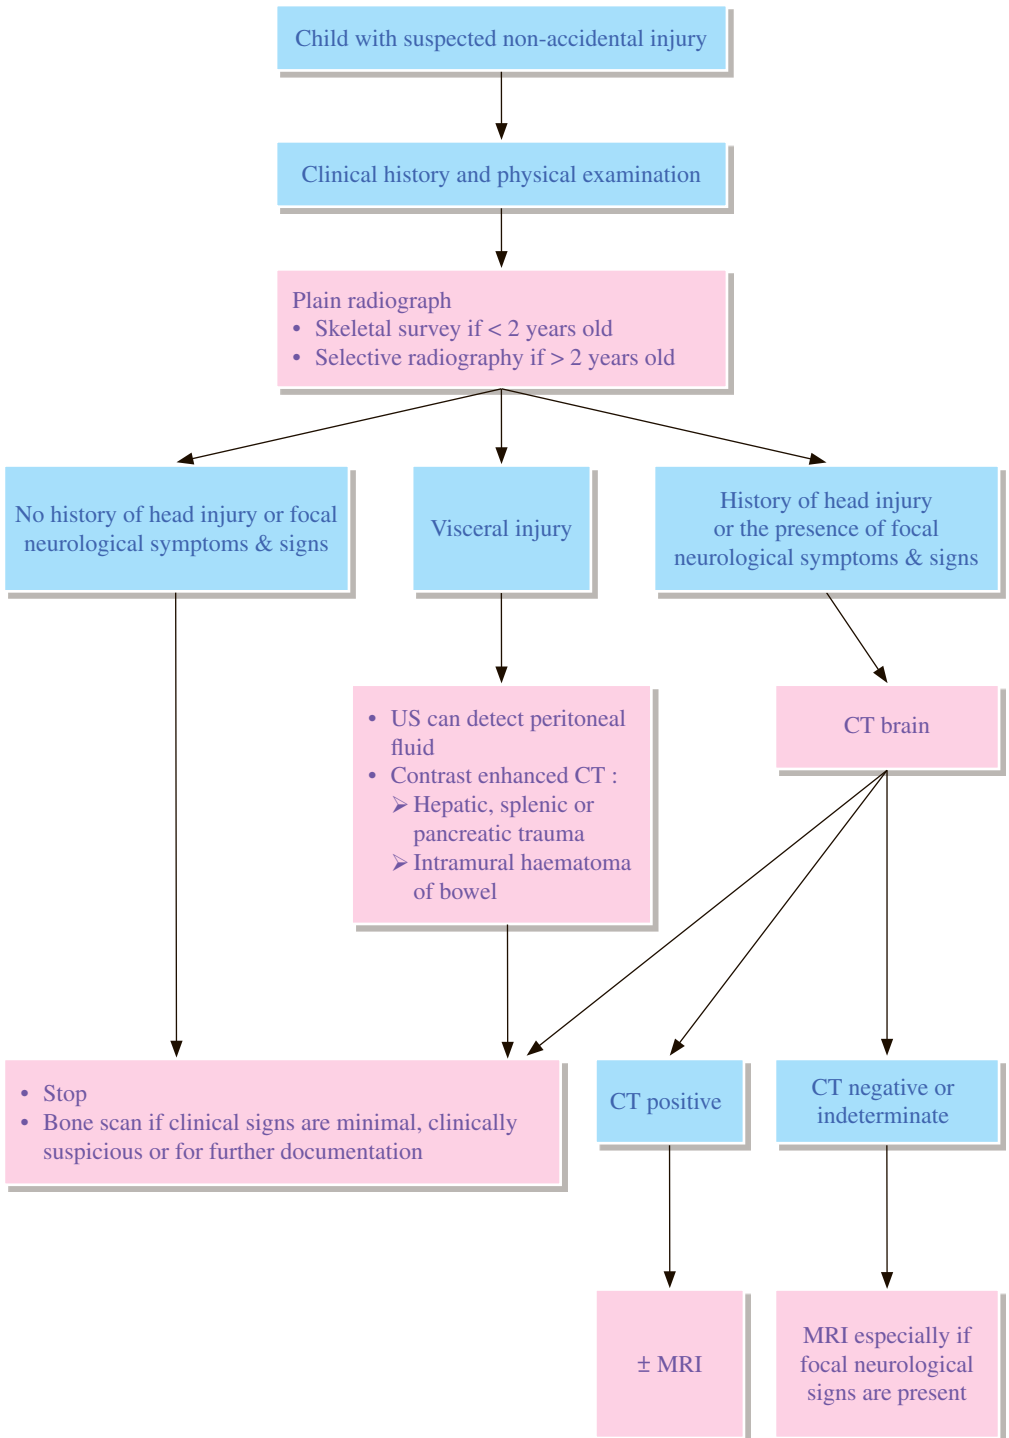 Child with suspected non-accidental injury
Clinical history and physical examination
Plain radiograph
• Skeletal survey if < 2 years old
• Selective radiography if > 2 years old
No history of head injury or focal
neurological symptoms & signs
Visceral injury
History of head injury
or the presence of focal
neurological symptoms & signs
• US can detect peritoneal
fluid
• Contrast enhanced CT :
➢ Hepatic, splenic or
pancreatic trauma
➢ Intramural haematoma
of bowel
CT brain
• Stop
• Bone scan if clinical signs are minimal, clinically
suspicious or for further documentation
CT positive
CT negative or
indeterminate
± MRI
MRI especially if
focal neurological
signs are present